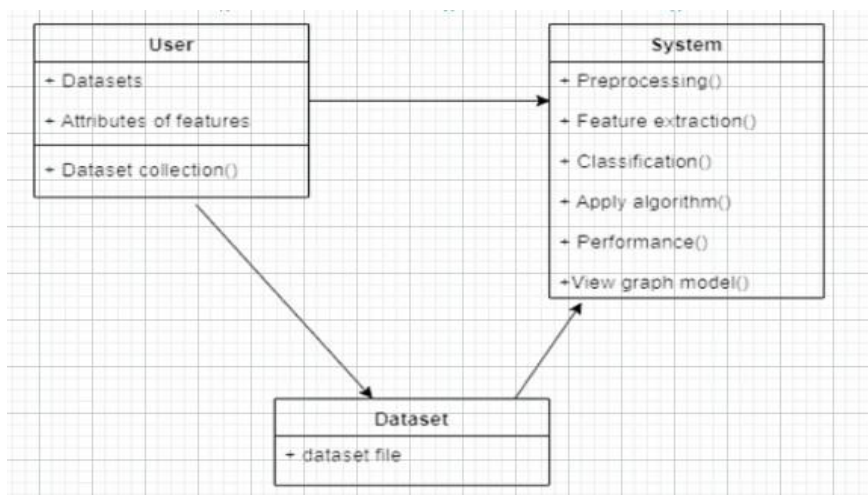 User
+ Datasets
+ Attributes of features
+ Dataset collection()
System
+ Preprocessing()
+ Feature extraction()
+ Classification()
+ Apply algorithm()
+ Performance()
+View graph model()
Dataset
+ dataset file